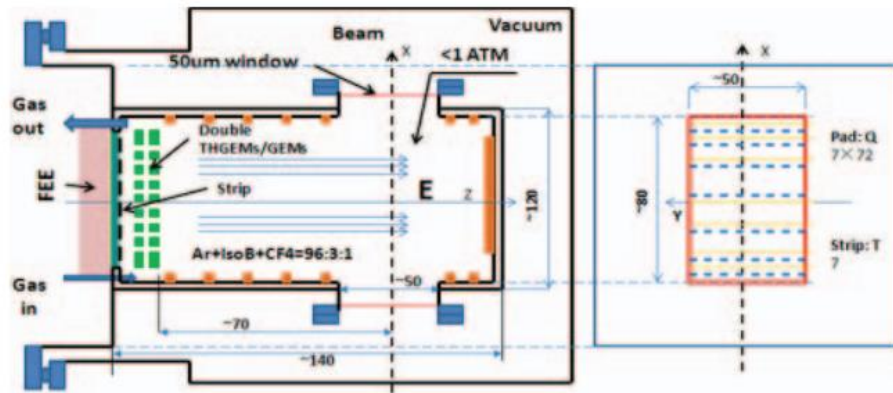 Beam
X
Vacuum
50um window
<1 ATM
Gas
out
FEE
Double
THGEMs/GEMs
Strip
E
Z
~120
Ar+IsoB+CF4=96:3:1
Gas
in
~50
~70
~140
X
~50
Pad: Q
7×72
~80
Y
Strip: T
7